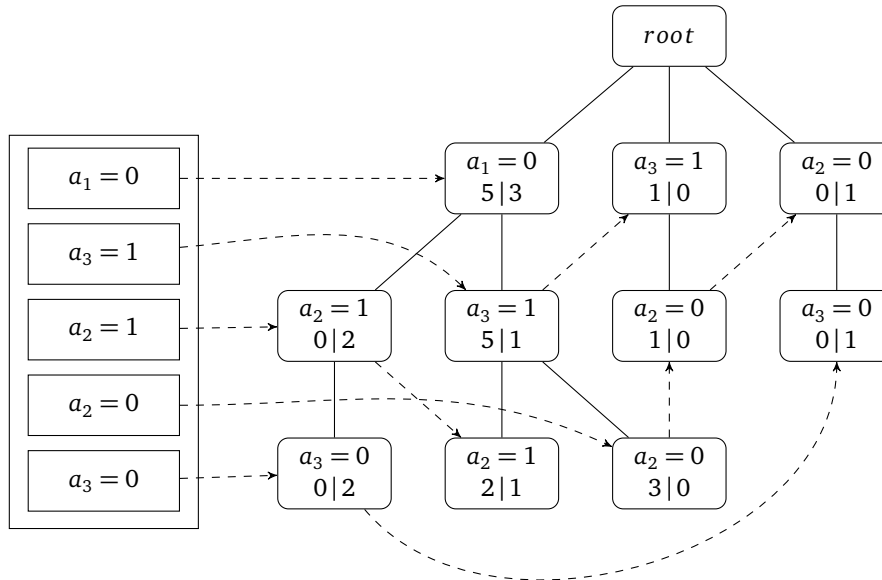 root
a₁ = 0
5|3
a₃ = 1
1|0
a₂ = 0
0|1
a₁ = 0
a₃ = 1
a₂ = 1
a₂ = 0
a₃ = 0
a₂ = 1
0|2
a₃ = 1
5|1
a₂ = 0
1|0
a₃ = 0
0|1
a₃ = 0
0|2
a₂ = 1
2|1
a₂ = 0
3|0